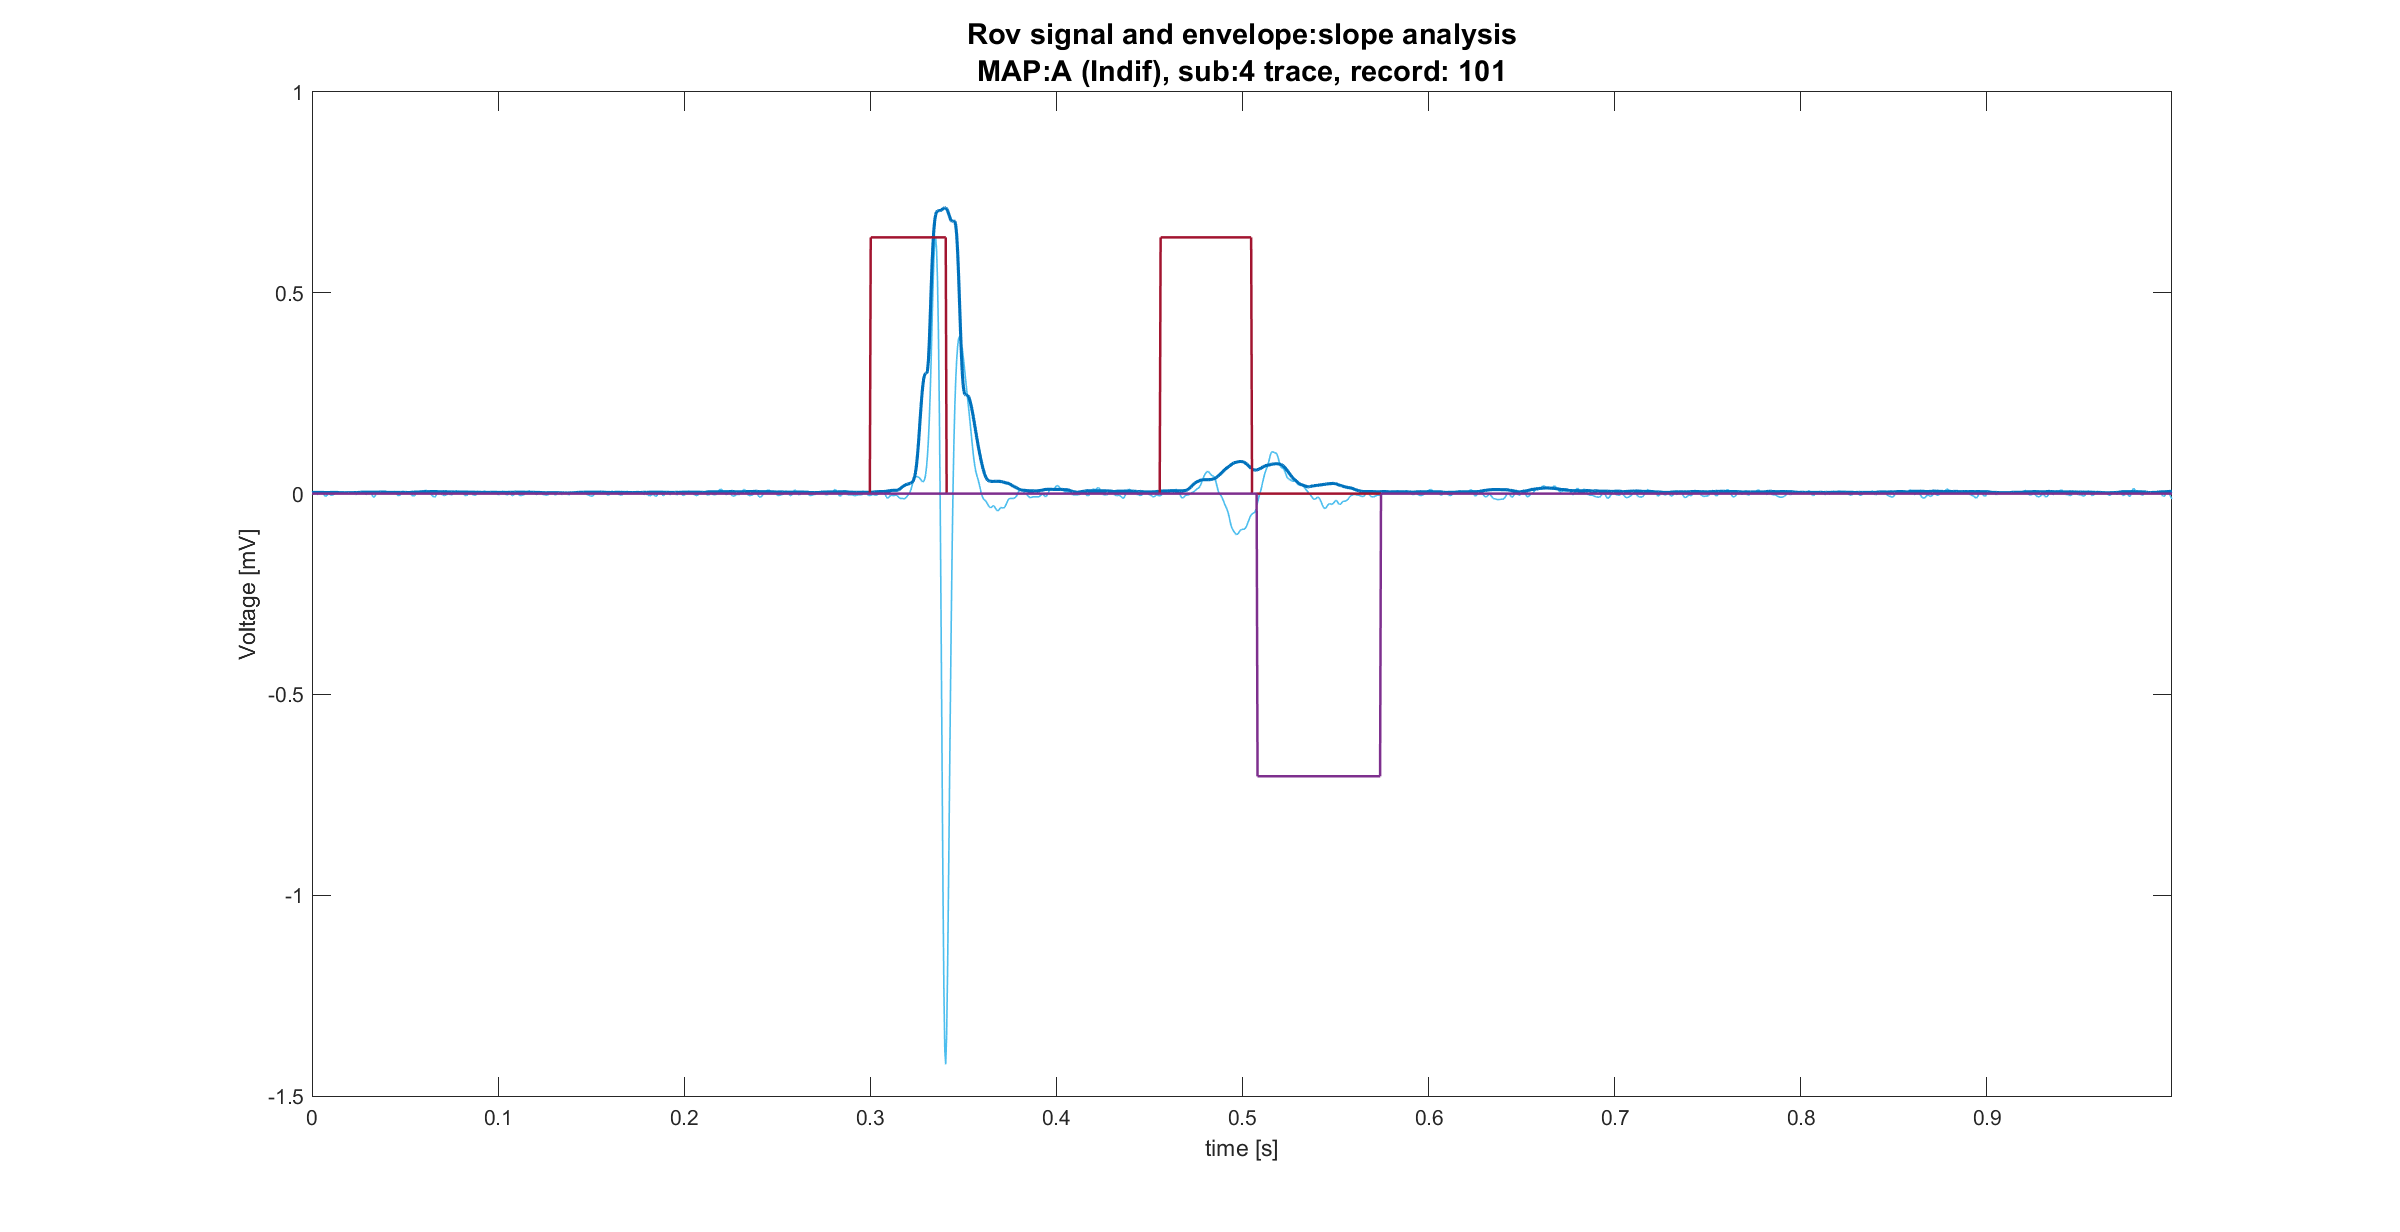 Rov signal and envelope:slope analysis
MAP:A (Indif), sub:4 trace, record: 101
1
0.5
0
-0.5
-1
-1.5
Voltage [mV]
0 0.1 0.2 0.3 0.4 0.5 0.6 0.7 0.8 0.9
time [s]